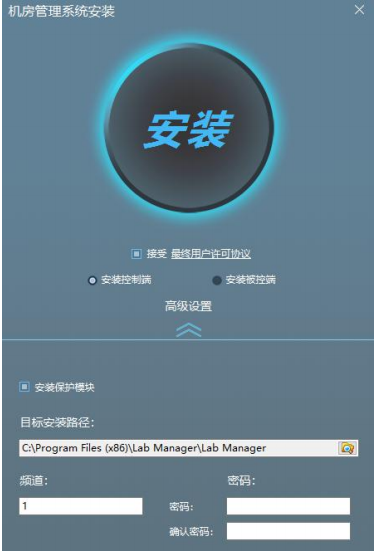 机房管理系统安装
安装
接受 最终用户许可协议
安装控制端 安装被控端
高级设置
安装保护模块
目标安装路径：
C:\Program Files (x86)\Lab Manager\Lab Manager
频道： 密码：
1 密码：
确认密码：